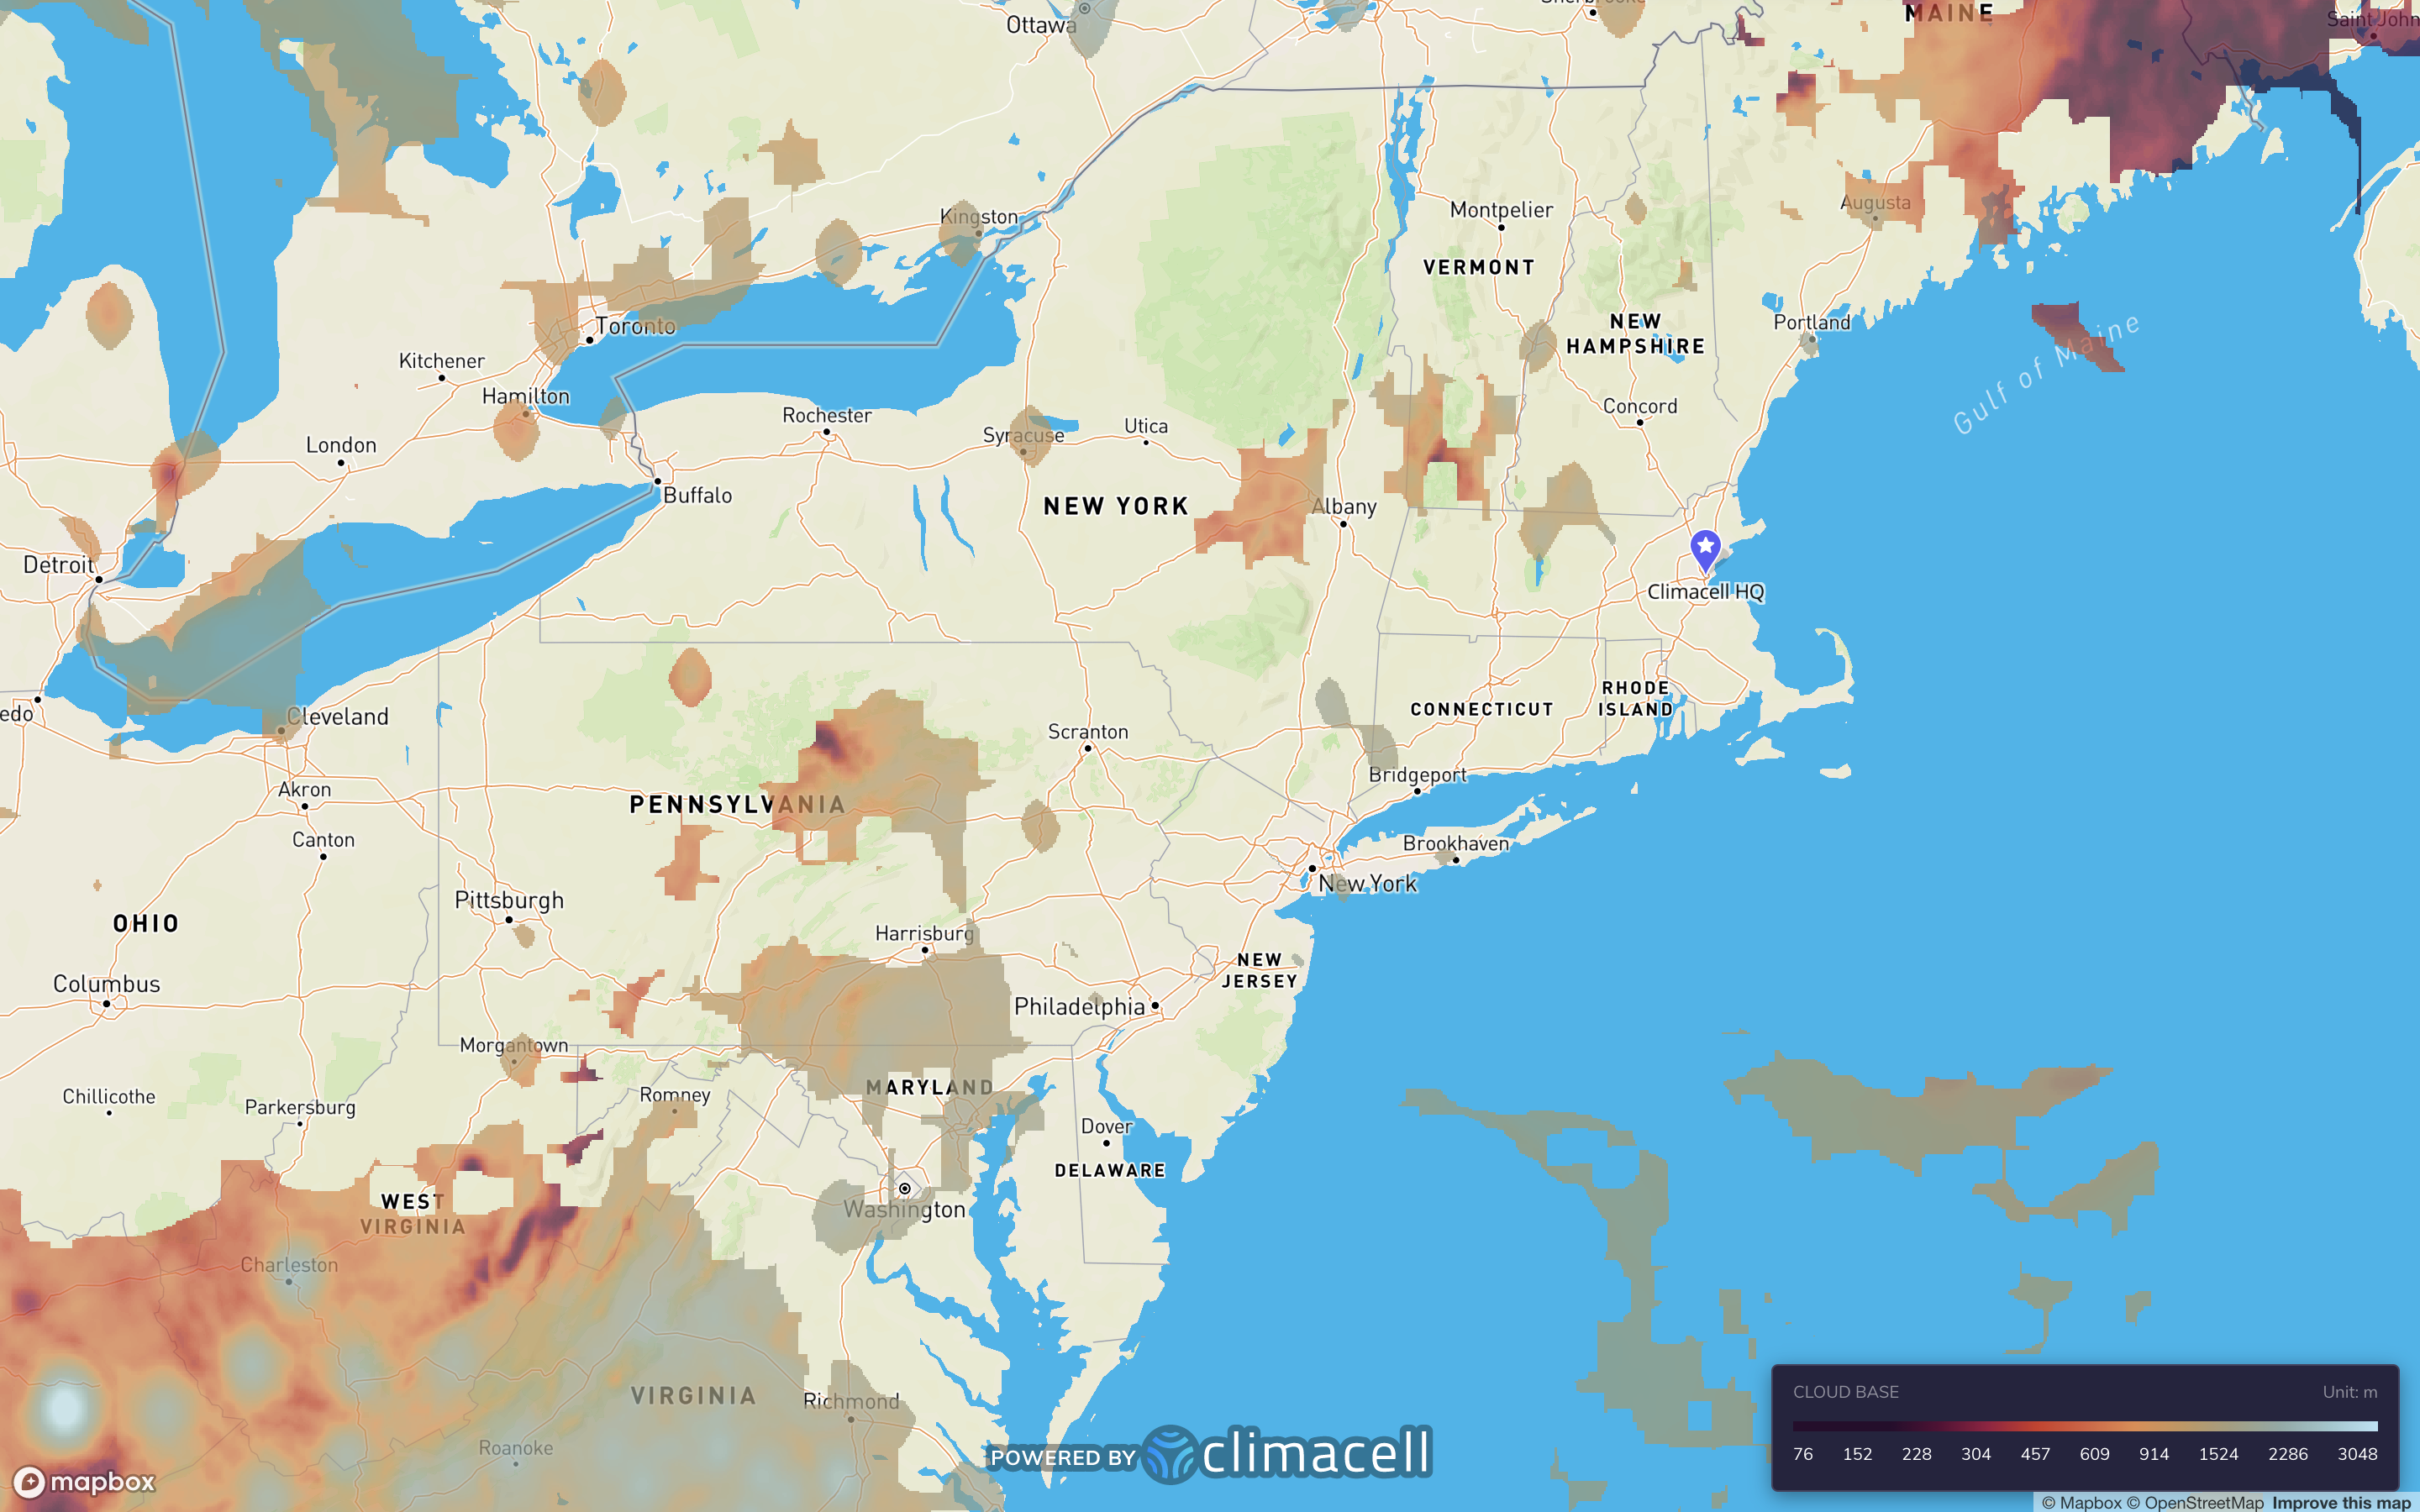 Ottawa
MAINE
Saint John
Kingston
Montpelier
Augusta
VERMONT
Toronto
NEW
HAMPSHIRE
Portland
Gulf of Maine
Kitchener
Hamilton
Rochester
Utica
Concord
Syracuse
London
Buffalo
NEW YORK
Albany
Detroit
Climacell HQ
RHODE
ISLAND
CONNECTICUT
edo
Cleveland
Scranton
Bridgeport
Akron
PENNSYLVANIA
Canton
Brookhaven
New York
Pittsburgh
OHIO
Harrisburg
NEW
JERSEY
Columbus
Philadelphia
Morgantown
MARYLAND
Chillicothe
Parkersburg
Romney
Dover
DELAWARE
WEST
VIRGINIA
Washington
Charleston
VIRGINIA
Richmond
Roanoke
CLOUD BASE Unit: m
76 152 228 304 457 609 914 1524 2286 3048
POWERED BY climacell
mapbox
© Mapbox © OpenStreetMap Improve this map